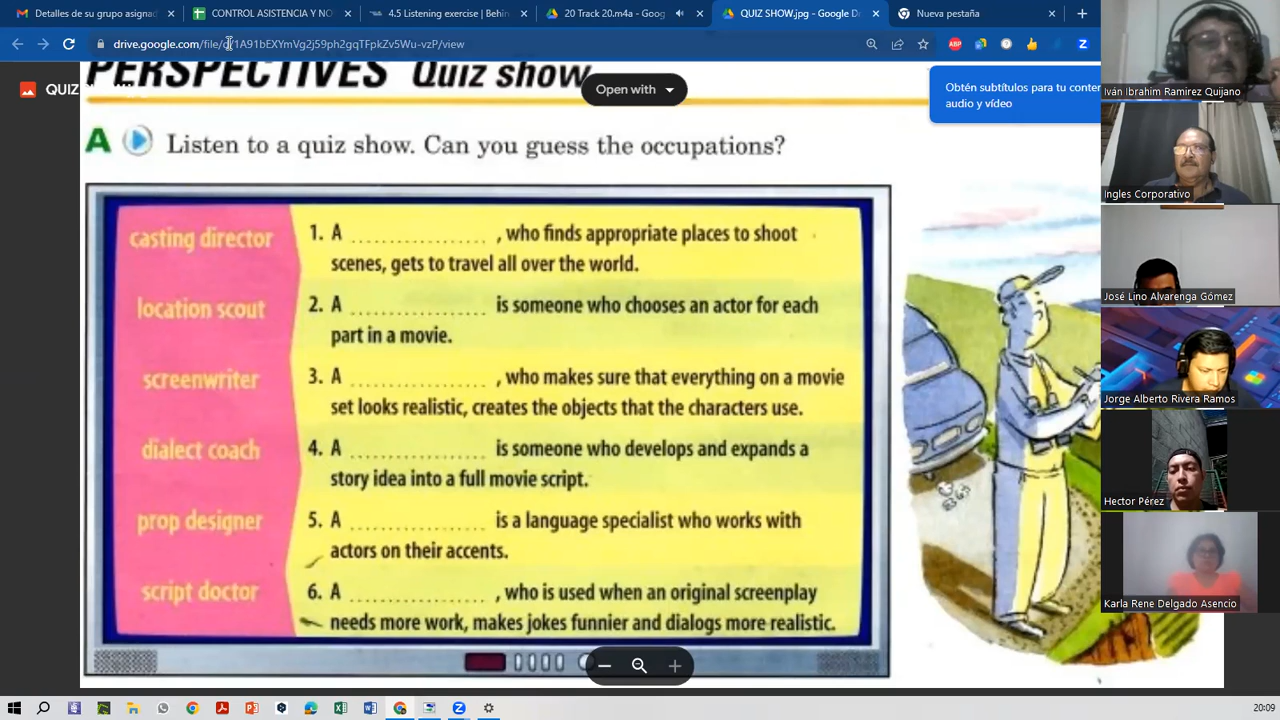 Detalles de su grupo asignad
CONTROL ASISTENCIA Y NO
4.5 Listening exercise | Behin
20 Track 20.m4a - Goog
QUIZ SHOW.jpg - Google Dr
Nueva pestaña
drive.google.com/file/d/1A91bEXYmVg2j59ph2gqTFpkZv5Wu-vzP/view
PERSPECTIVES Quiz show
QUIZ
Open with
Obtén subtítulos para tu conten
audio y vídeo
A Listen to a quiz show. Can you guess the occupations?
casting director
location scout
screenwriter
dialect coach
prop designer
script doctor
1. A ................. , who finds appropriate places to shoot
scenes, gets to travel all over the world.
2. A ................. is someone who chooses an actor for each
part in a movie.
3. A ................. , who makes sure that everything on a movie
set looks realistic, creates the objects that the characters use.
4. A ................. is someone who develops and expands a
story idea into a full movie script.
5. A ................. is a language specialist who works with
actors on their accents.
6. A ................. , who is used when an original screenplay
needs more work, makes jokes funnier and dialogs more realistic.
Iván Ibrahim Ramirez Quijano
Ingles Corporativo
José Lino Alvarenga Gómez
Jorge Alberto Rivera Ramos
Hector Pérez
Karla Rene Delgado Asencio
20:09